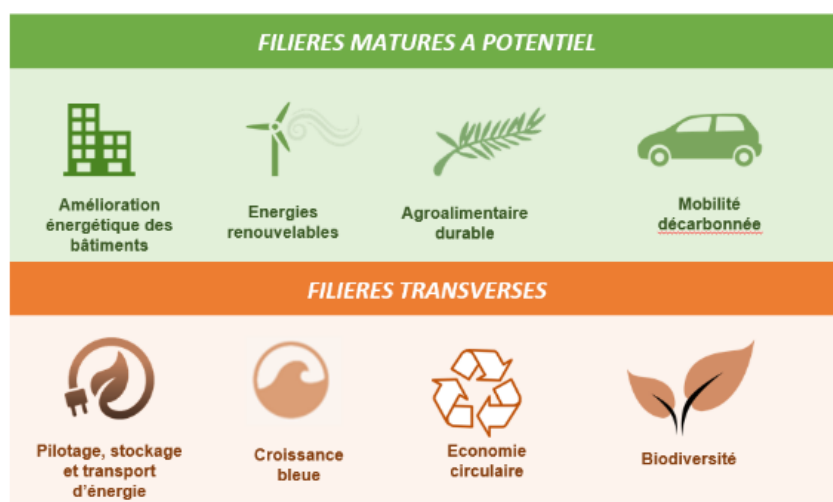 FILIERES MATURES A POTENTIEL
Amélioration
énergétique des
bâtiments
Energies
renouvelables
Agroalimentaire
durable
Mobilité
décarbonnée
FILIERES TRANSVERSES
Pilotage, stockage
et transport
d'énergie
Croissance
bleue
Economie
circulaire
Biodiversité